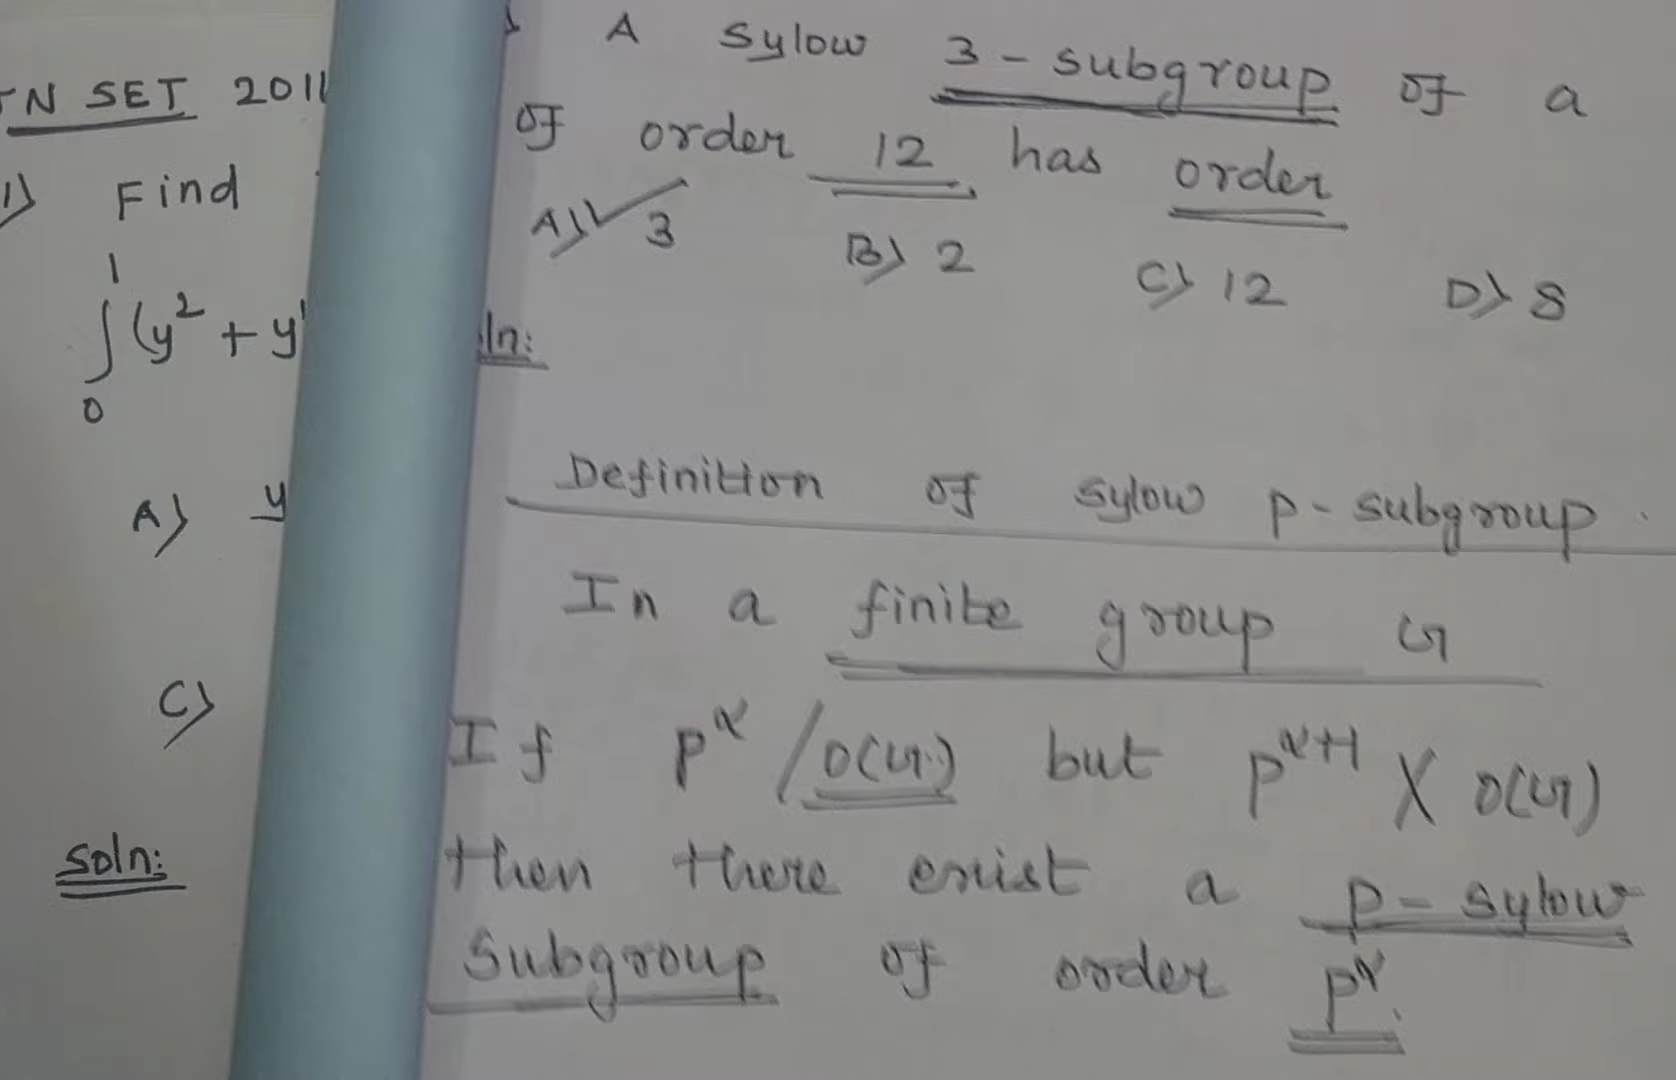 TN SET 2011
1) Find
1
∫ (y² + y'
0
A) y
C)
Soln:
A Sylow 3-subgroup of a
of order 12 has order
A) ✓ 3 B) 2 C) 12 D) 8
ln:
Definition of Sylow p-subgroup.
In a finite group G
If p^α / O(G) but p^α+1 ∤ O(G)
then there exist a p-Sylow
Subgroup of order p^α.